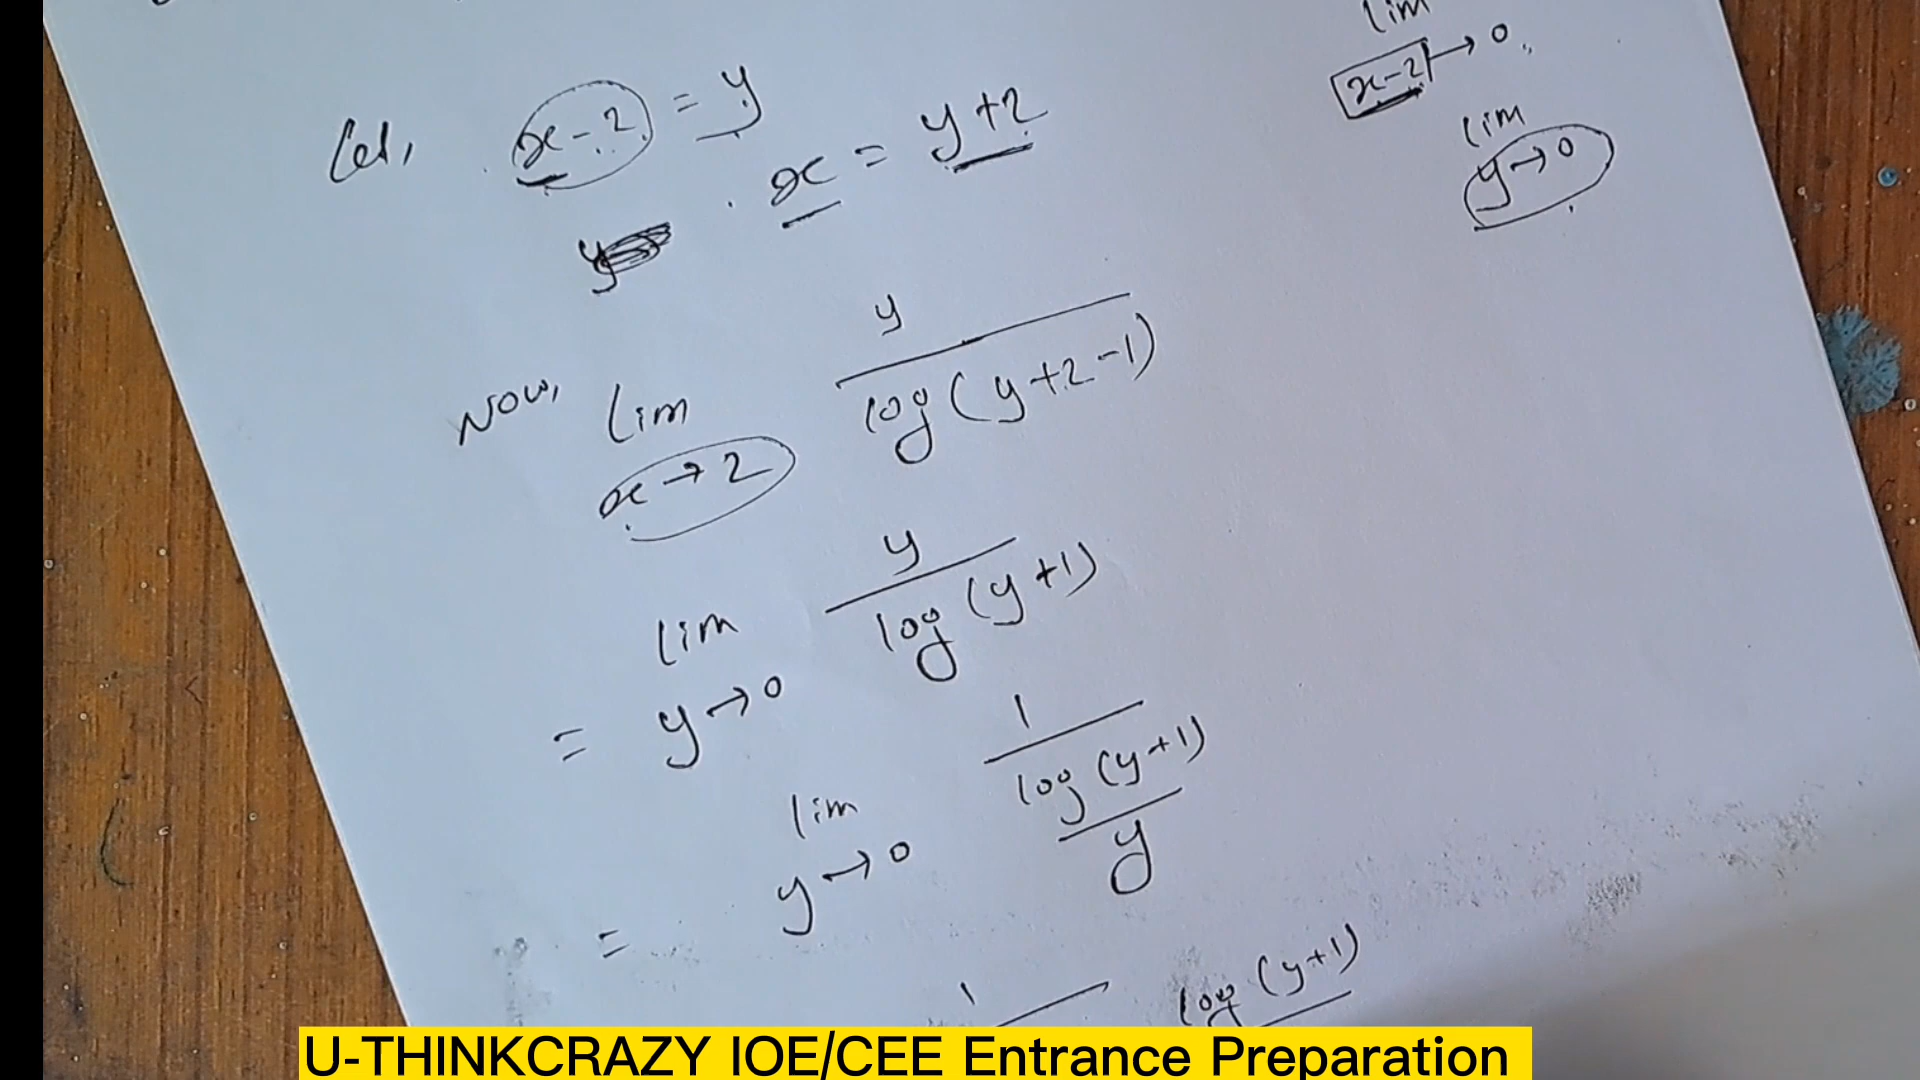 lim
x-2 → 0
Let, x-2 = y
lim
y → 0
x = y+2
y
Now, lim x→2 y / log(y+2-1)
= lim y→0 y / log(y+1)
= lim y→0 1 / log(y+1) / y
1
log(y+1)
U-THINKCRAZY IOE/CEE Entrance Preparation